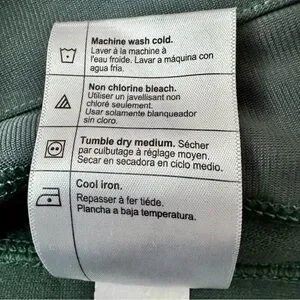 Machine wash cold.
Laver à la machine à
l'eau froide. Lavar a máquina con
agua fria.
Non chlorine bleach.
Utiliser un javellisant non
chloré seulement.
Usar solamente blanqueador
sin cloro.
Tumble dry medium. Sécher
par culbutage à réglage moyen.
Secar en secadora en ciclo medio.
Cool iron.
Repasser à fer tiéde.
Plancha a baja temperatura.